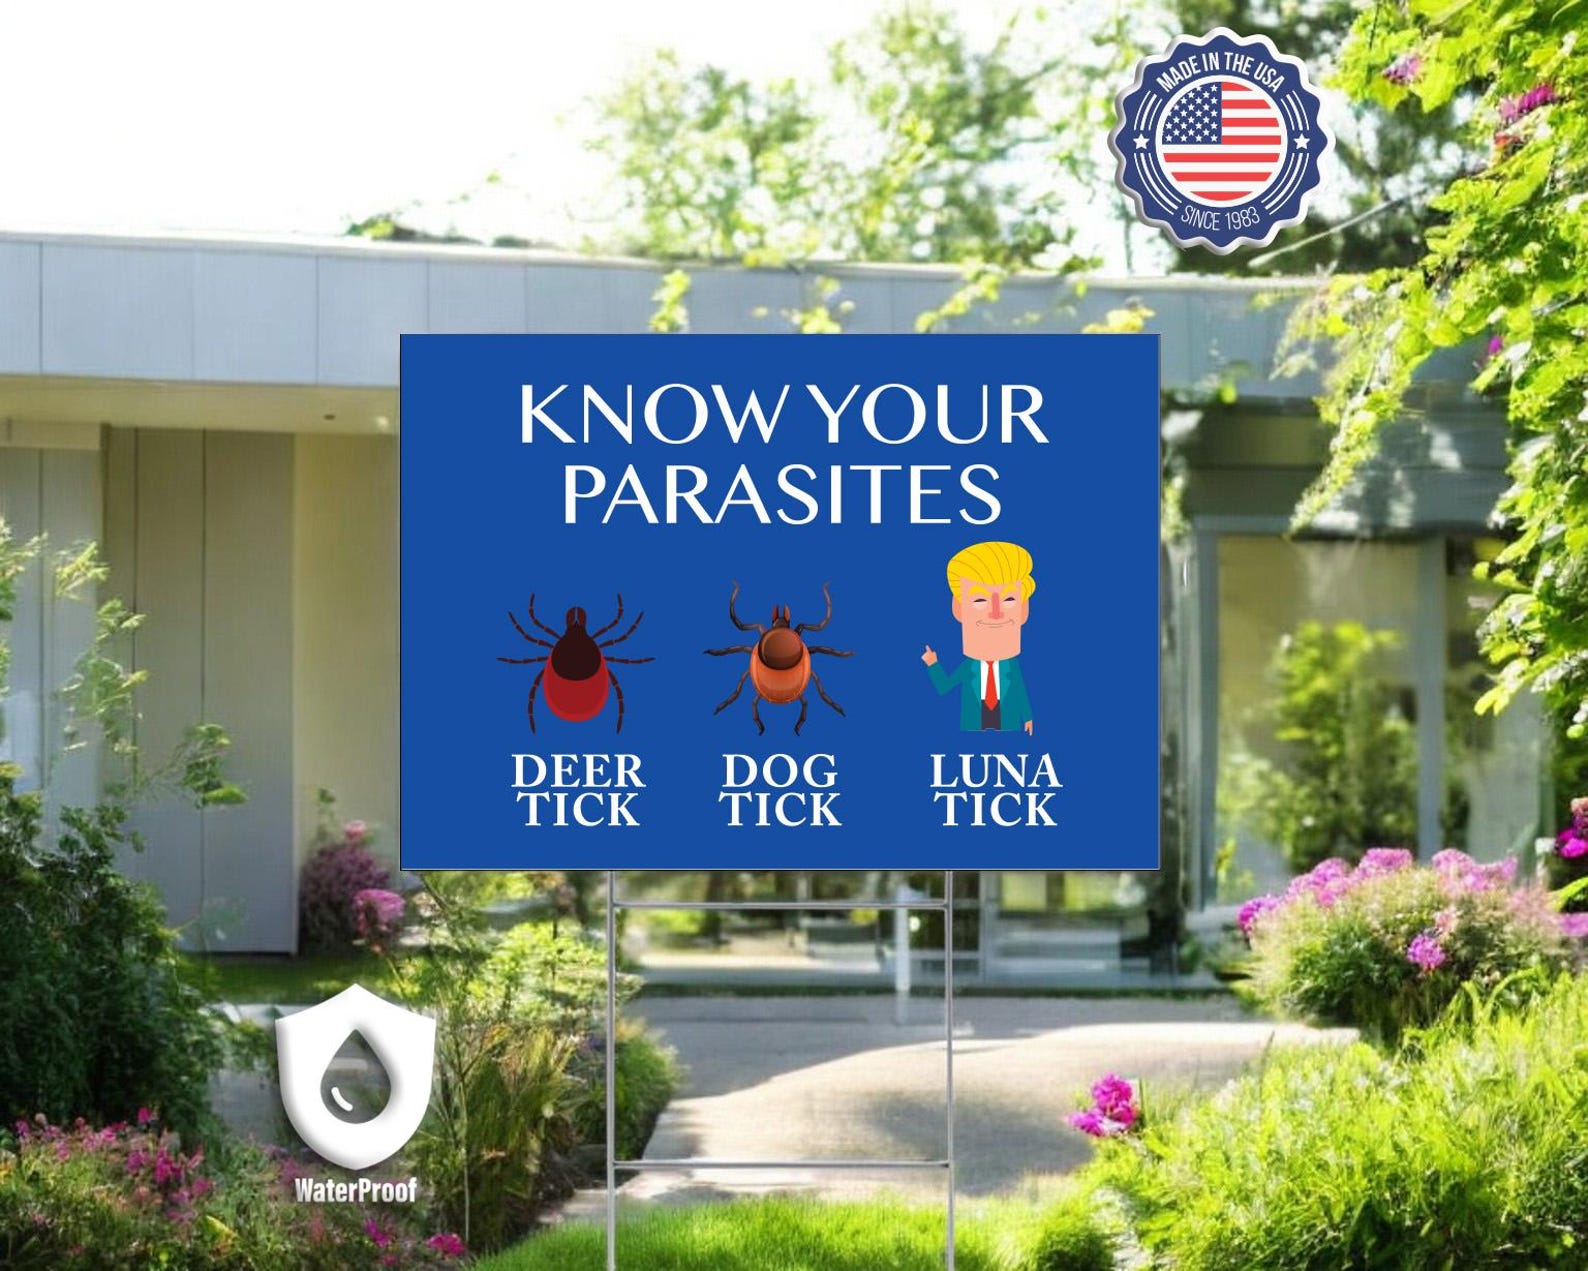 MADE IN THE USA
SINCE 1983
KNOW YOUR
PARASITES
DEER
TICK
DOG
TICK
LUNA
TICK
WaterProof